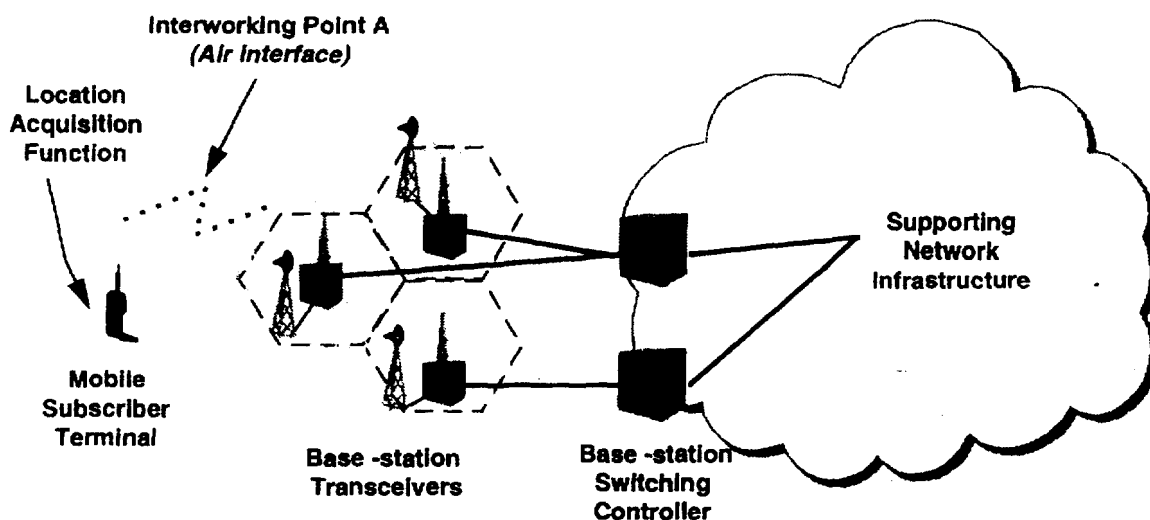 Interworking Point A
(Air interface)
Location
Acquisition
Function
Supporting
Network
Infrastructure
Mobile
Subscriber
Terminal
Base -station
Transceivers
Base -station
Switching
Controller